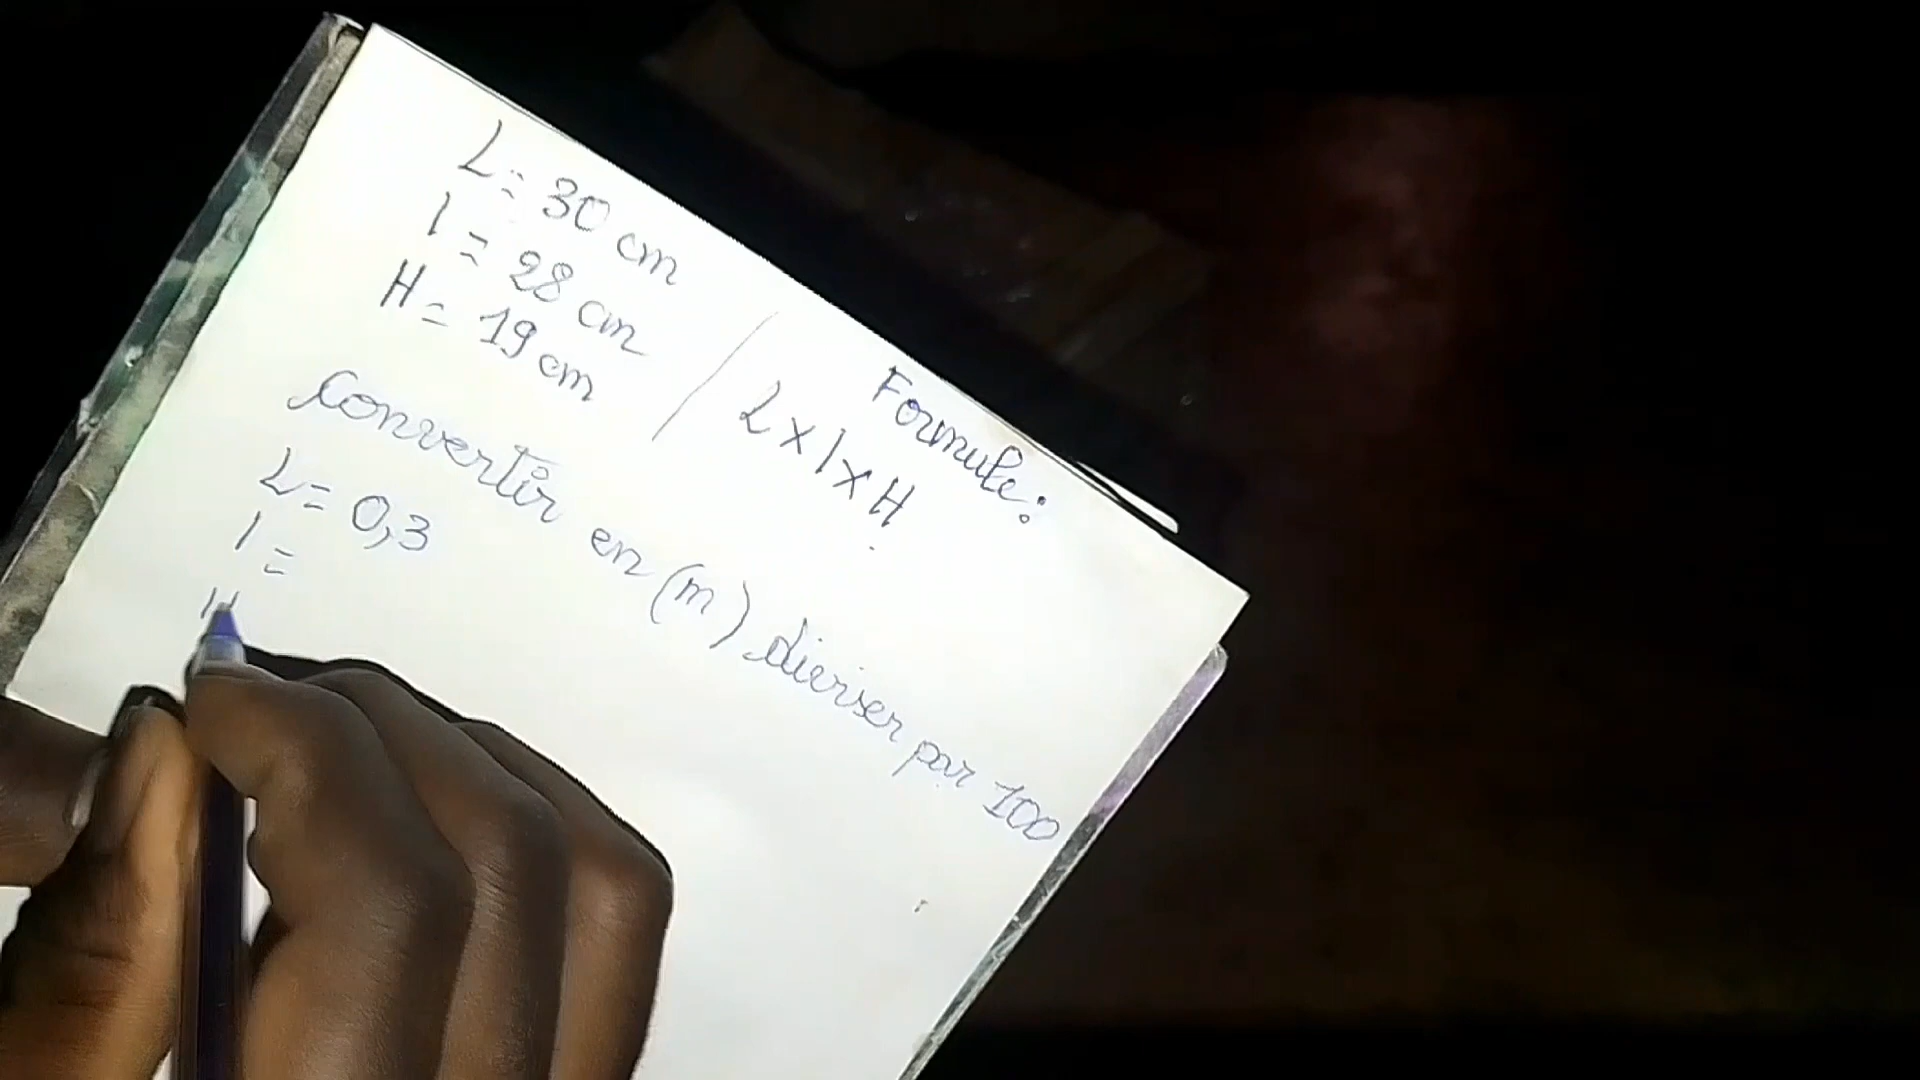 L= 30 cm
l = 28 cm
H= 19 cm
Formule:
L x l x H
Convertir en (m) diviser par 100
L= 0,3
l =
H